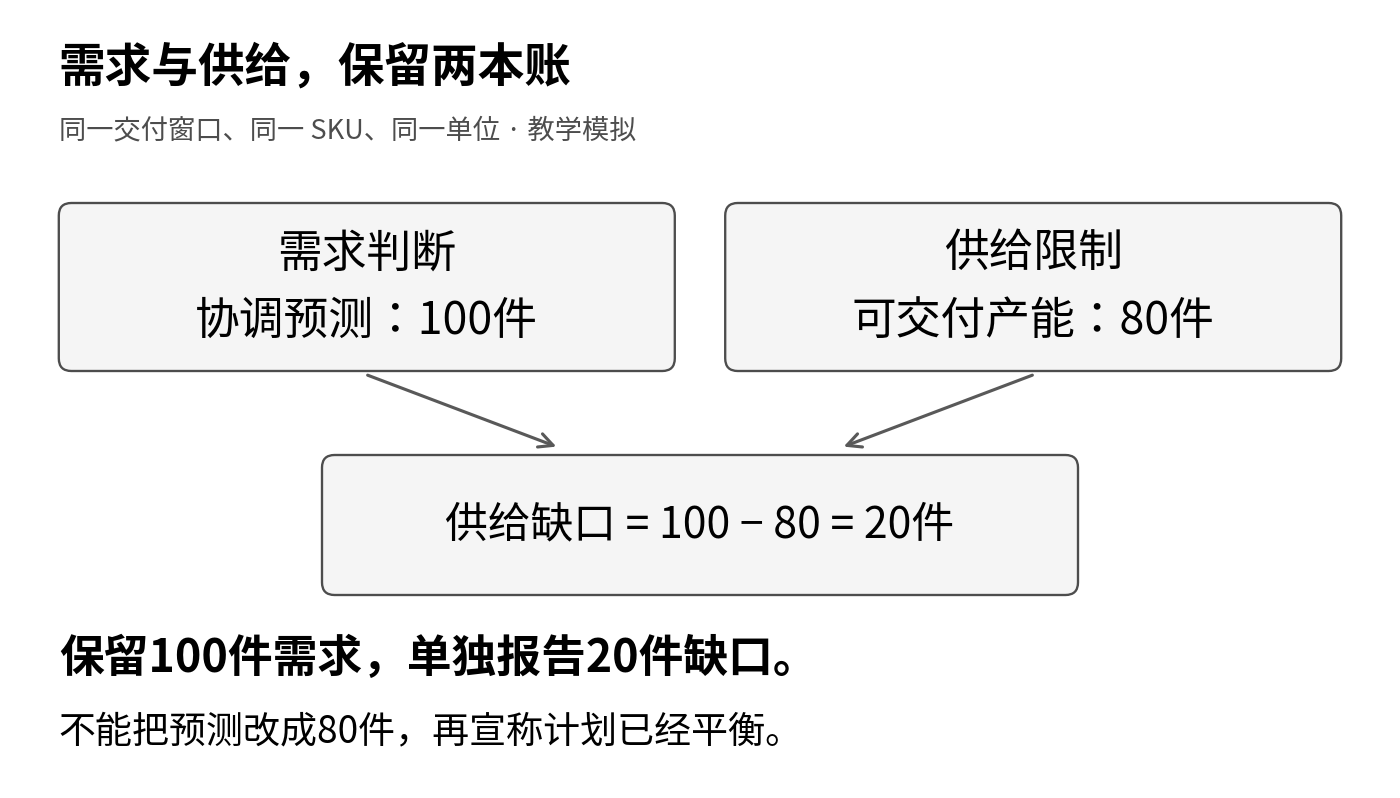 需求与供给，保留两本账
同一交付窗口、同一 SKU、同一单位 · 教学模拟
需求判断
协调预测：100件
供给限制
可交付产能：80件
供给缺口 = 100 − 80 = 20件
保留100件需求，单独报告20件缺口。
不能把预测改成80件，再宣称计划已经平衡。